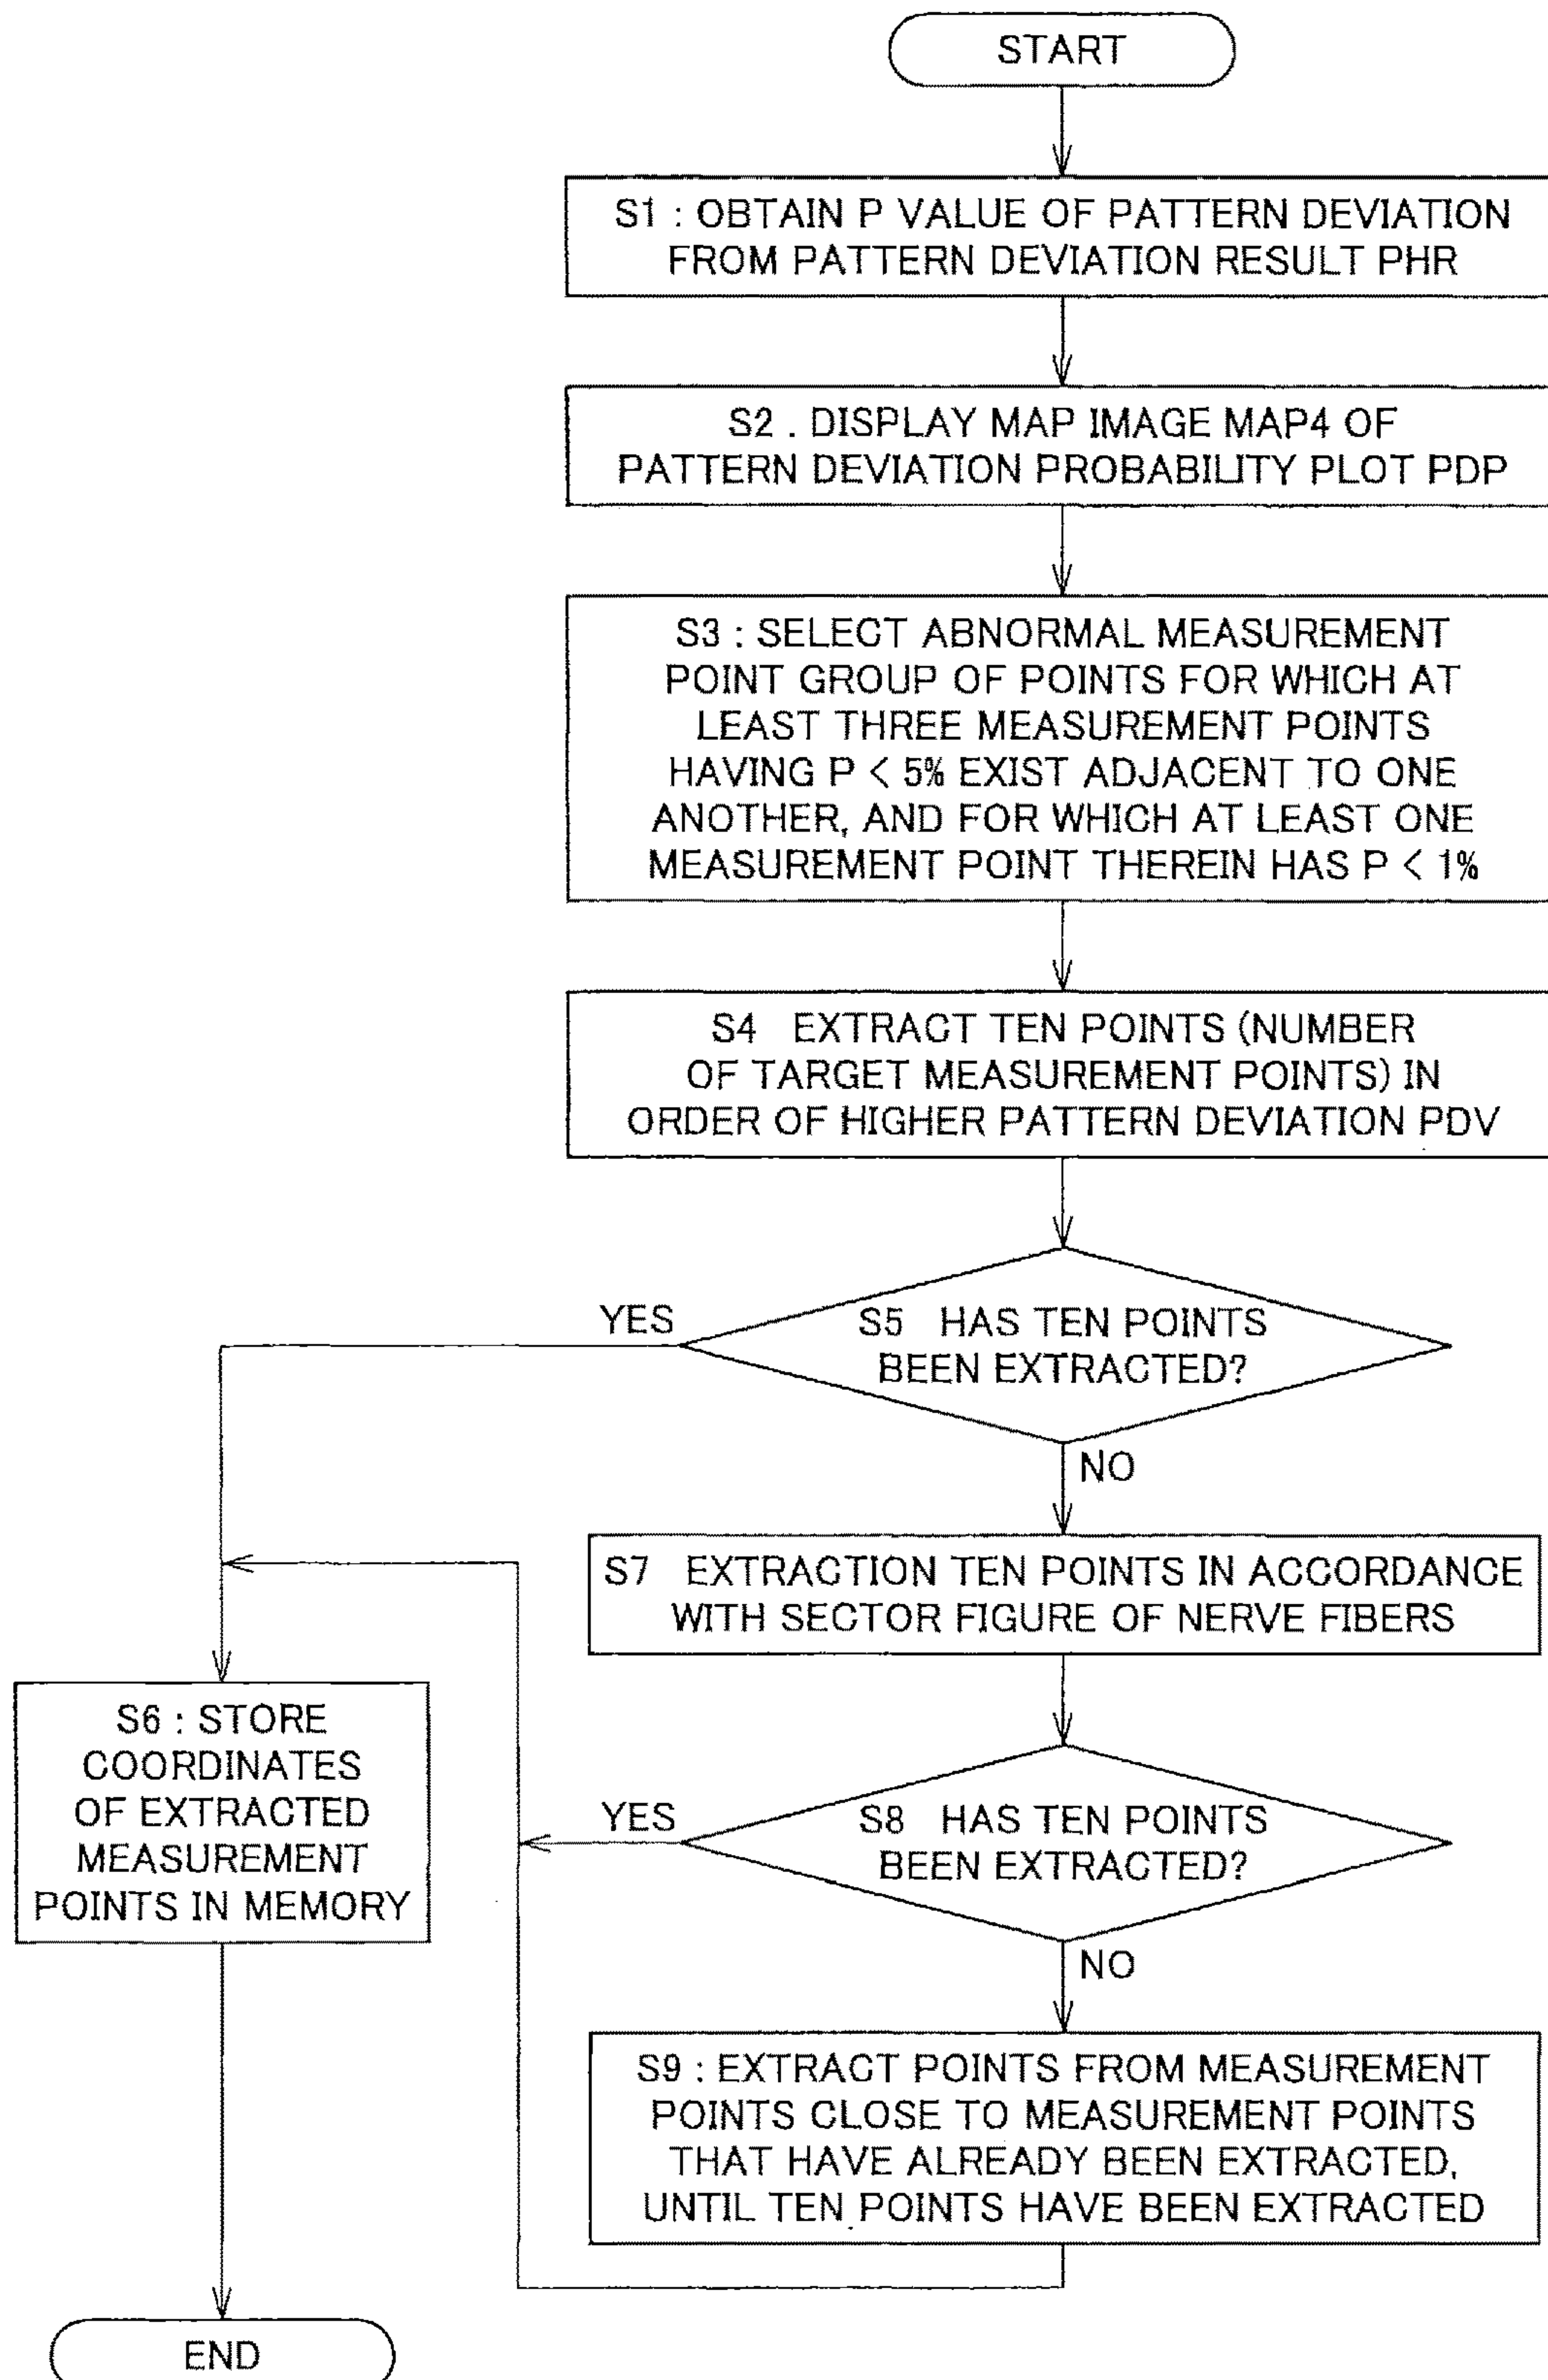 START
S1 : OBTAIN P VALUE OF PATTERN DEVIATION
FROM PATTERN DEVIATION RESULT PHR
S2 . DISPLAY MAP IMAGE MAP4 OF
PATTERN DEVIATION PROBABILITY PLOT PDP
S3 : SELECT ABNORMAL MEASUREMENT
POINT GROUP OF POINTS FOR WHICH AT
LEAST THREE MEASUREMENT POINTS
HAVING P < 5% EXIST ADJACENT TO ONE
ANOTHER, AND FOR WHICH AT LEAST ONE
MEASUREMENT POINT THEREIN HAS P < 1%
S4 EXTRACT TEN POINTS (NUMBER
OF TARGET MEASUREMENT POINTS) IN
ORDER OF HIGHER PATTERN DEVIATION PDV
YES
S5 HAS TEN POINTS
BEEN EXTRACTED?
NO
S7 EXTRACTION TEN POINTS IN ACCORDANCE
WITH SECTOR FIGURE OF NERVE FIBERS
S6 : STORE
COORDINATES
OF EXTRACTED
MEASUREMENT
POINTS IN MEMORY
YES
S8 HAS TEN POINTS
BEEN EXTRACTED?
NO
S9 : EXTRACT POINTS FROM MEASUREMENT
POINTS CLOSE TO MEASUREMENT POINTS
THAT HAVE ALREADY BEEN EXTRACTED,
UNTIL TEN POINTS HAVE BEEN EXTRACTED
END